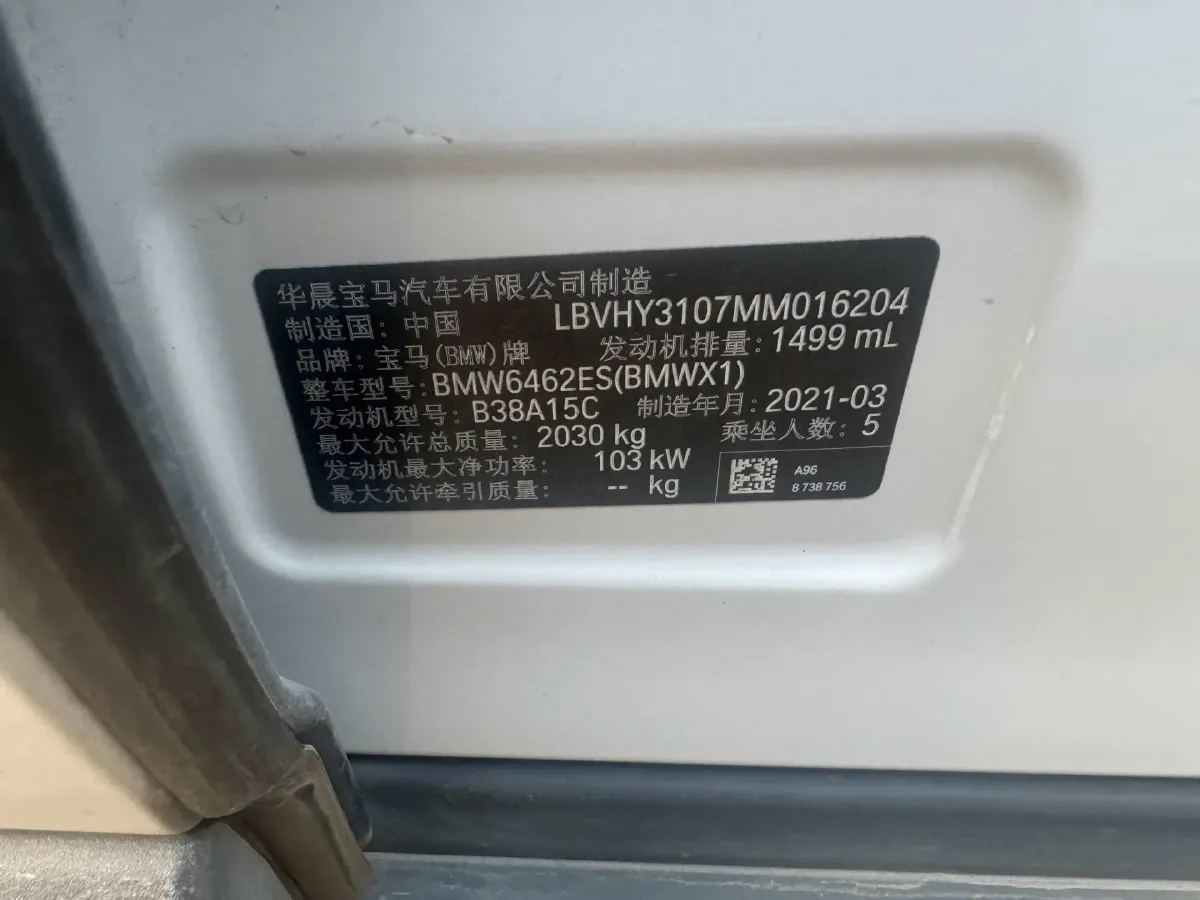 华晨宝马汽车有限公司制造
制造国：中国 LBVHY3107MM016204
品牌：宝马(BMW)牌 发动机排量：1499 mL
整车型号：BMW6462ES(BMWX1)
发动机型号：B38A15C 制造年月：2021-03
最大允许总质量：2030 kg 乘坐人数：5
发动机最大净功率：103 kW
最大允许牵引质量：-- kg
A96
8 738 756